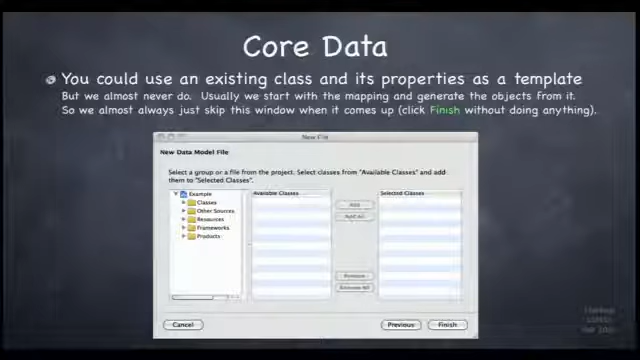 Core Data
You could use an existing class and its properties as a template
But we almost never do. Usually we start with the mapping and generate the objects from it.
So we almost always just skip this window when it comes up (click Finish without doing anything).
New File
New Data Model File
Select a group or a file from the project. Select classes from "Available Classes" and add
them to "Selected Classes".
Example
Classes
Other Sources
Resources
Frameworks
Products
Available Classes
Add
Add All
Remove
Remove All
Selected Classes
Cancel
Previous
Finish